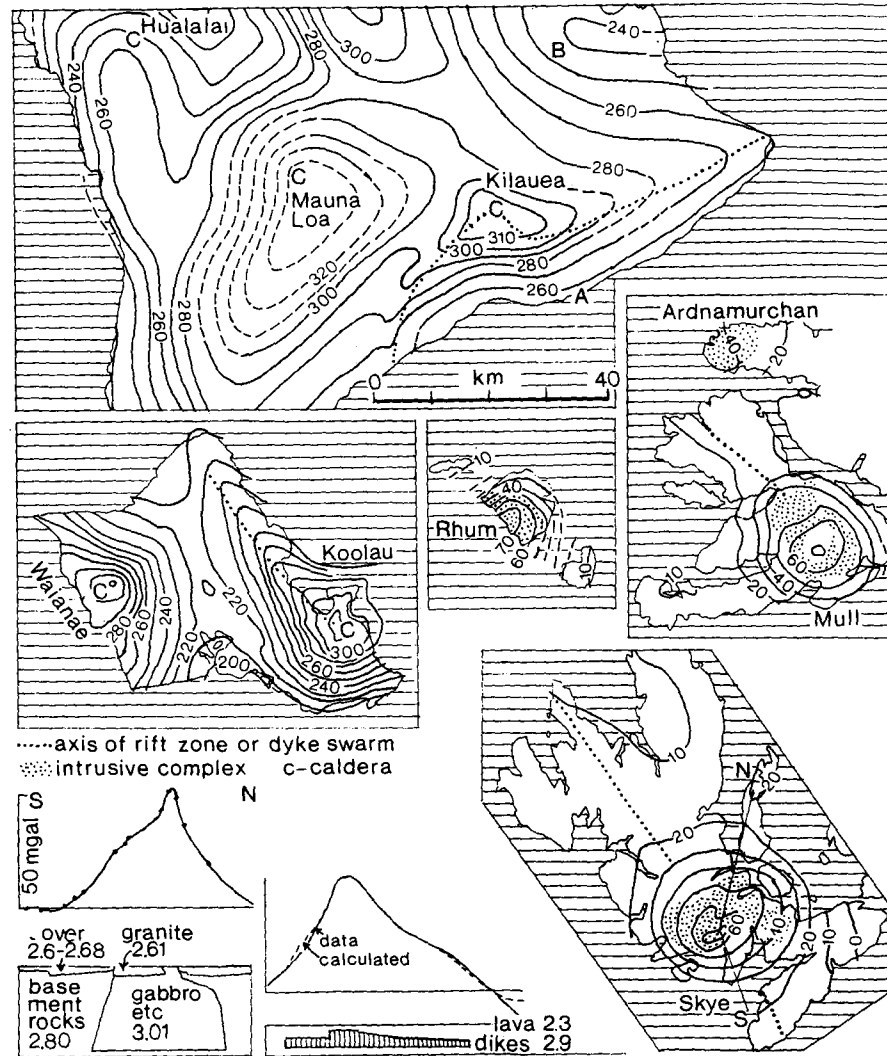 Hualalai
C
240
260
280
300
B
240
260
280
C
Mauna
Loa
320
300
280
260
Kilauea
C
310
300
280
260
A
0 km 40
Ardnamurchan
40
20
10
60
40
20
Mull
10
40
Rhum
70
60
10
Waianae
C
280
260
240
220
200
Koolau
220
C
300
260
240
.....axis of rift zone or dyke swarm
intrusive complex c-caldera
10
N
20
20
60
10
20
10
0
Skye
S
S N
50 mgal
over granite
2.6-2.68 2.61
base
ment
rocks
2.80
gabbro
etc
3.01
data
calculated
lava 2.3
dikes 2.9